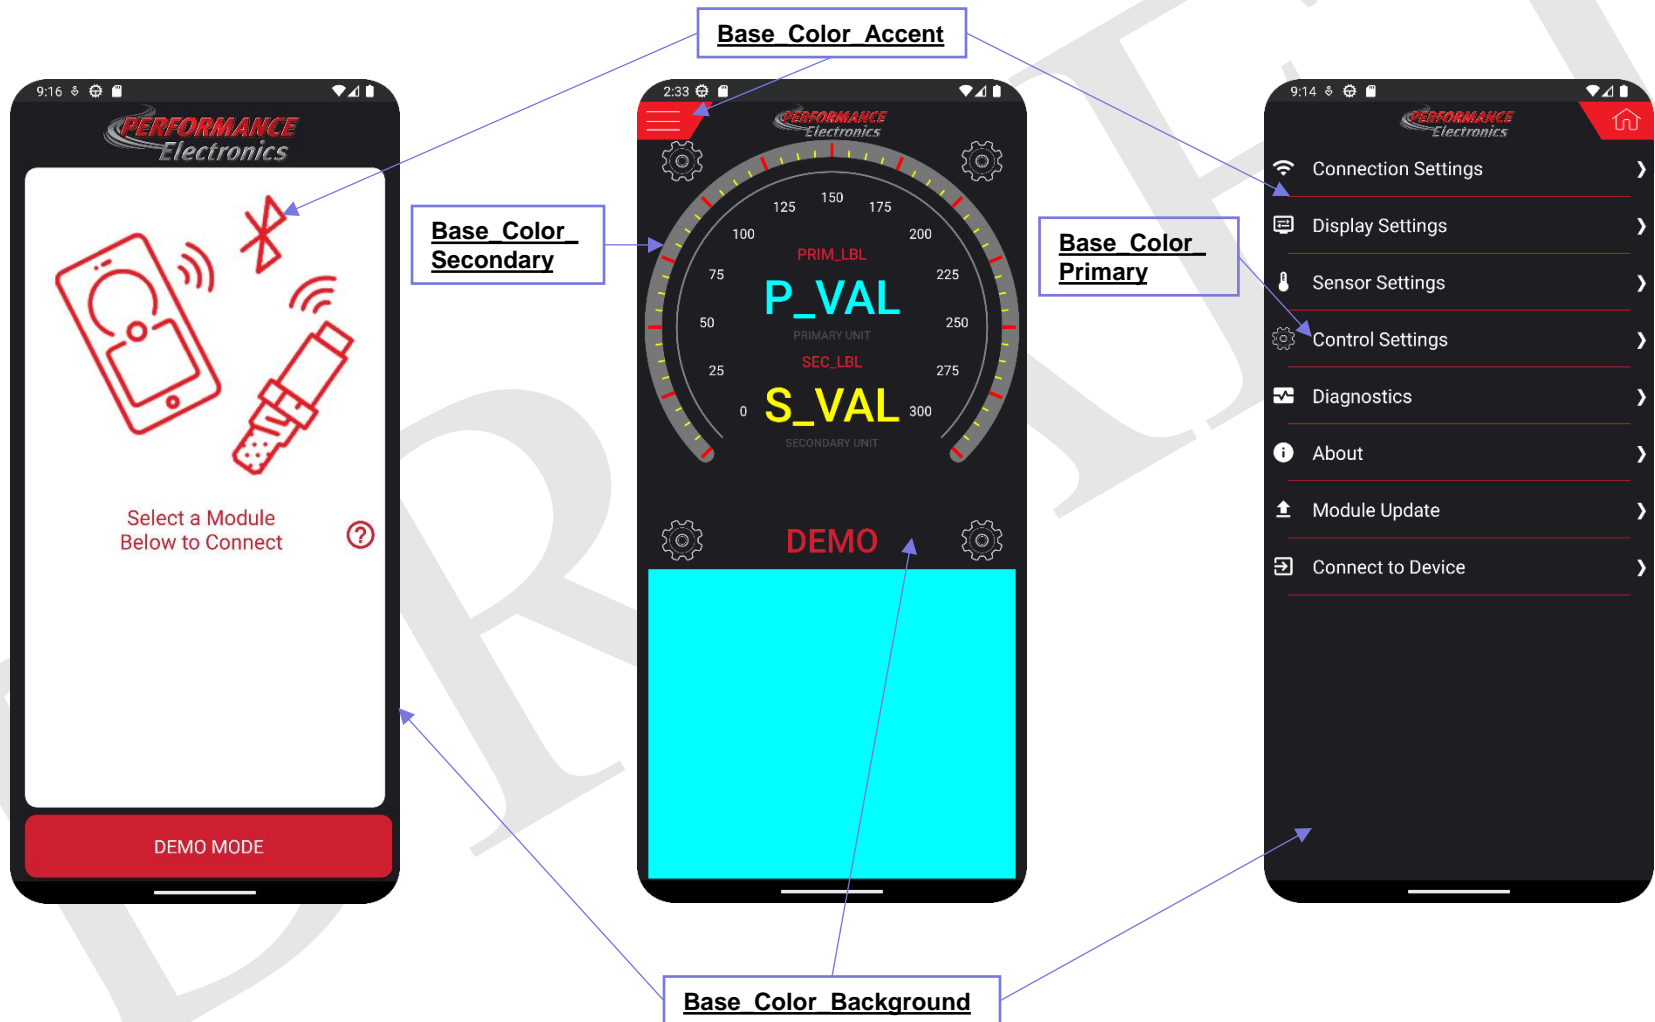 Base_Color_Accent
9:16
PERFORMANCE
Electronics
Select a Module
Below to Connect
?
DEMO MODE
Base_Color_
Secondary
2:33
PERFORMANCE
Electronics
150
125
175
100
200
75
225
50
250
25
275
0
300
PRIM_LBL
P_VAL
PRIMARY UNIT
SEC_LBL
S_VAL
SECONDARY UNIT
DEMO
Base_Color_
Primary
9:14
PERFORMANCE
Electronics
Connection Settings
Display Settings
Sensor Settings
Control Settings
Diagnostics
About
Module Update
Connect to Device
Base_Color_Background
DRAFT